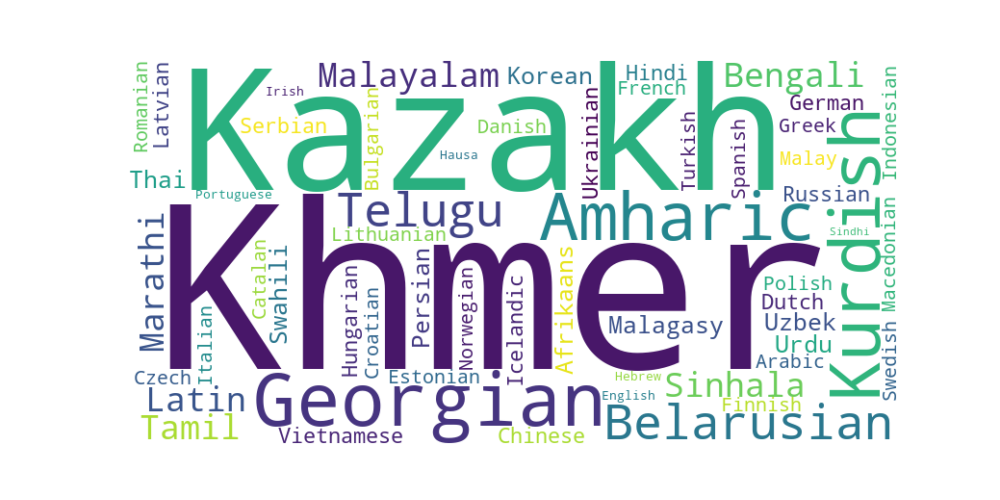 Romanian
Latvian
Kazakh
Irish
Malayalam
Korean
Hindi
French
Bengali
German
Greek
Indonesian
Serbian
Bulgarian
Danish
Hausa
Ukrainian
Turkish
Spanish
Malay
Thai
Portuguese
Russian
Telugu
Amharic
Kurdish
Sindhi
Macedonian
Marathi
Khmer
Lithuanian
Catalan
Swahili
Persian
Afrikaans
Italian
Hungarian
Croatian
Norwegian
Icelandic
Malagasy
Polish
Dutch
Uzbek
Urdu
Arabic
Swedish
Czech
Estonian
Hebrew
English
Sinhala
Finnish
Latin
Georgian
Belarusian
Tamil
Vietnamese
Chinese